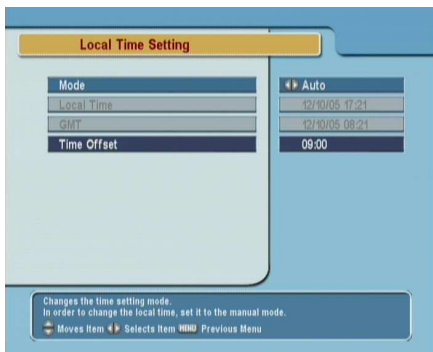 Local Time Setting
Mode Auto
Local Time 12/10/05 17:21
GMT 12/10/05 08:21
Time Offset 09:00
Changes the time setting mode.
In order to change the local time, set it to the manual mode.
Moves Item Selects Item MENU Previous Menu